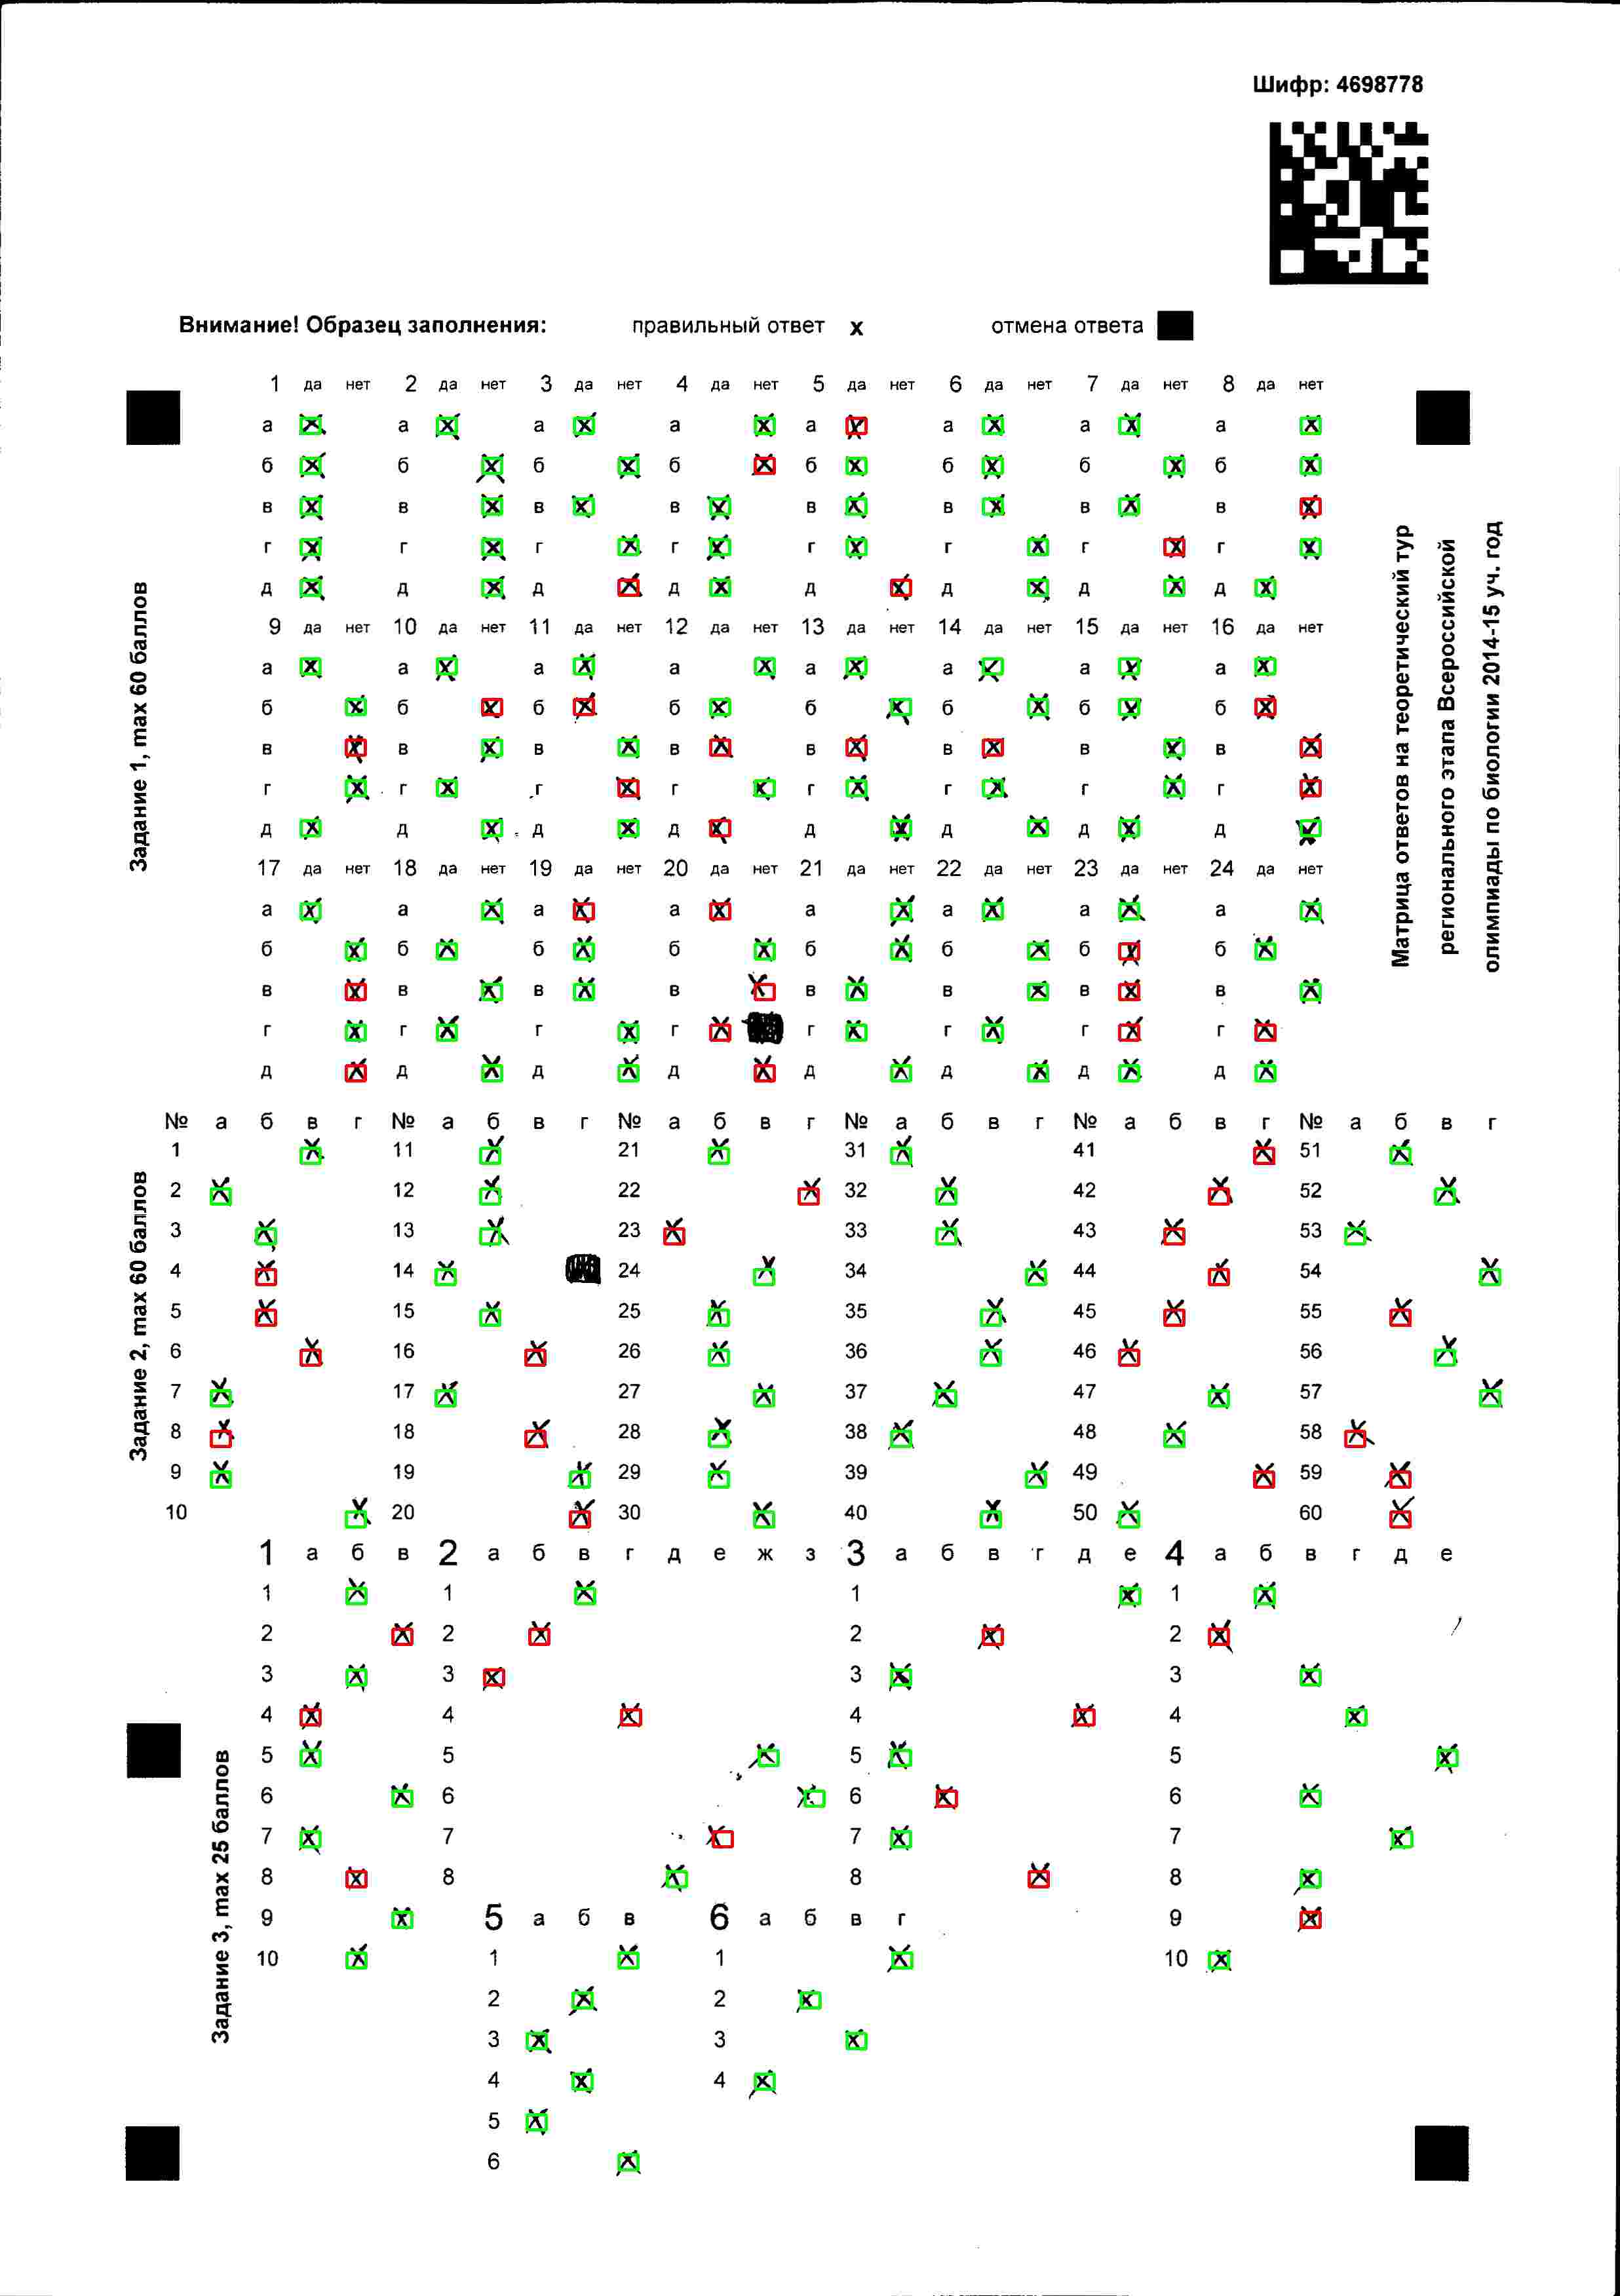 Шифр: 4698778
Внимание! Образец заполнения: правильный ответ х отмена ответа
1 да нет 2 да нет 3 да нет 4 да нет 5 да нет 6 да нет 7 да нет 8 да нет
а а а а а а а а
б б б б б б б б
в в в в в в в в
г г г г г г г г
д д д д д д д д
9 да нет 10 да нет 11 да нет 12 да нет 13 да нет 14 да нет 15 да нет 16 да нет
а а а а а а а а
б б б б б б б б
в в в в в в в в
г г г г г г г г
д д д д д д д д
17 да нет 18 да нет 19 да нет 20 да нет 21 да нет 22 да нет 23 да нет 24 да нет
а а а а а а а а
б б б б б б б б
в в в в в в в в
г г г г г г г г
д д д д д д д д
Задание 1, max 60 баллов
Матрица ответов на теоретический тур
регионального этапа Всероссийской
олимпиады по биологии 2014-15 уч. год
№ а б в г № а б в г № а б в г № а б в г № а б в г № а б в г
1 11 21 31 41 51
2 12 22 32 42 52
3 13 23 33 43 53
4 14 24 34 44 54
5 15 25 35 45 55
6 16 26 36 46 56
7 17 27 37 47 57
8 18 28 38 48 58
9 19 29 39 49 59
10 20 30 40 50 60
Задание 2, max 60 баллов
1 а б в 2 а б в г д е ж з 3 а б в г д е 4 а б в г д е
1 1 1 1
2 2 2 2
3 3 3 3
4 4 4 4
5 5 5 5
6 6 6 6
7 7 7 7
8 8 8 8
9 5 а б в 6 а б в г 9
10 1 1 10
2 2
3 3
4 4
5
6
Задание 3, max 25 баллов